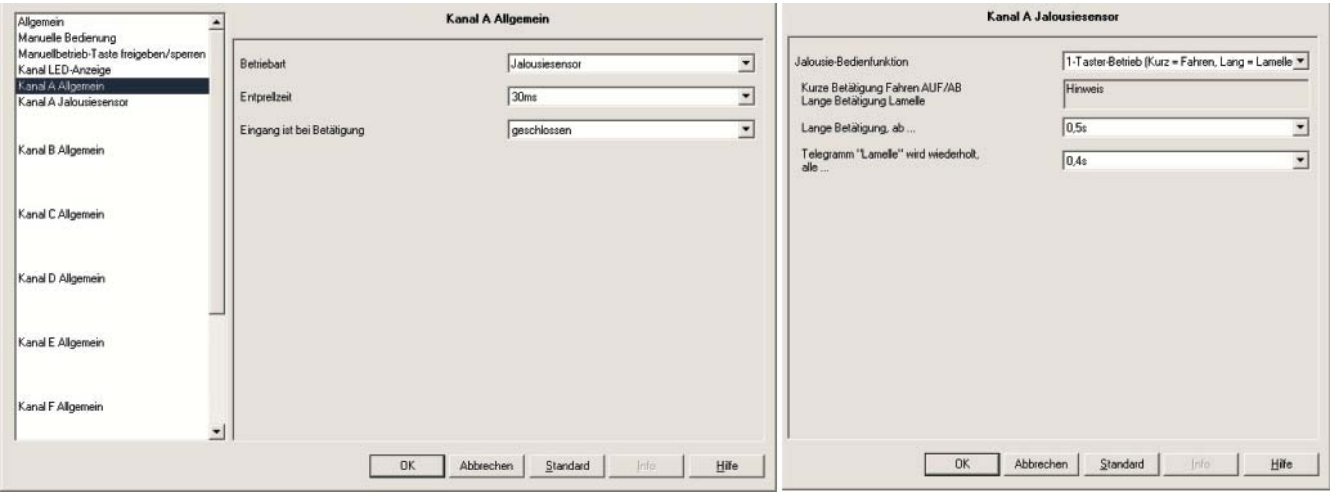 Allgemein
Manuelle Bedienung
Manuellbetrieb-Taste freigeben/sperren
Kanal LED-Anzeige
Kanal A Allgemein
Kanal A Jalousiesensor
Kanal B Allgemein
Kanal C Allgemein
Kanal D Allgemein
Kanal E Allgemein
Kanal F Allgemein
Kanal A Allgemein
Betriebsart
Jalousiesensor
Entprellzeit
30ms
Eingang ist bei Betätigung
geschlossen
OK
Abbrechen
Standard
Info
Hilfe
Kanal A Jalousiesensor
Jalousie-Bedienfunktion
1-Taster-Betrieb (Kurz = Fahren, Lang = Lamelle
Kurze Betätigung Fahren AUF/AB
Lange Betätigung Lamelle
Hinweis
Lange Betätigung, ab ...
0,5s
Telegramm "Lamelle" wird wiederholt,
alle ...
0,4s
OK
Abbrechen
Standard
Info
Hilfe